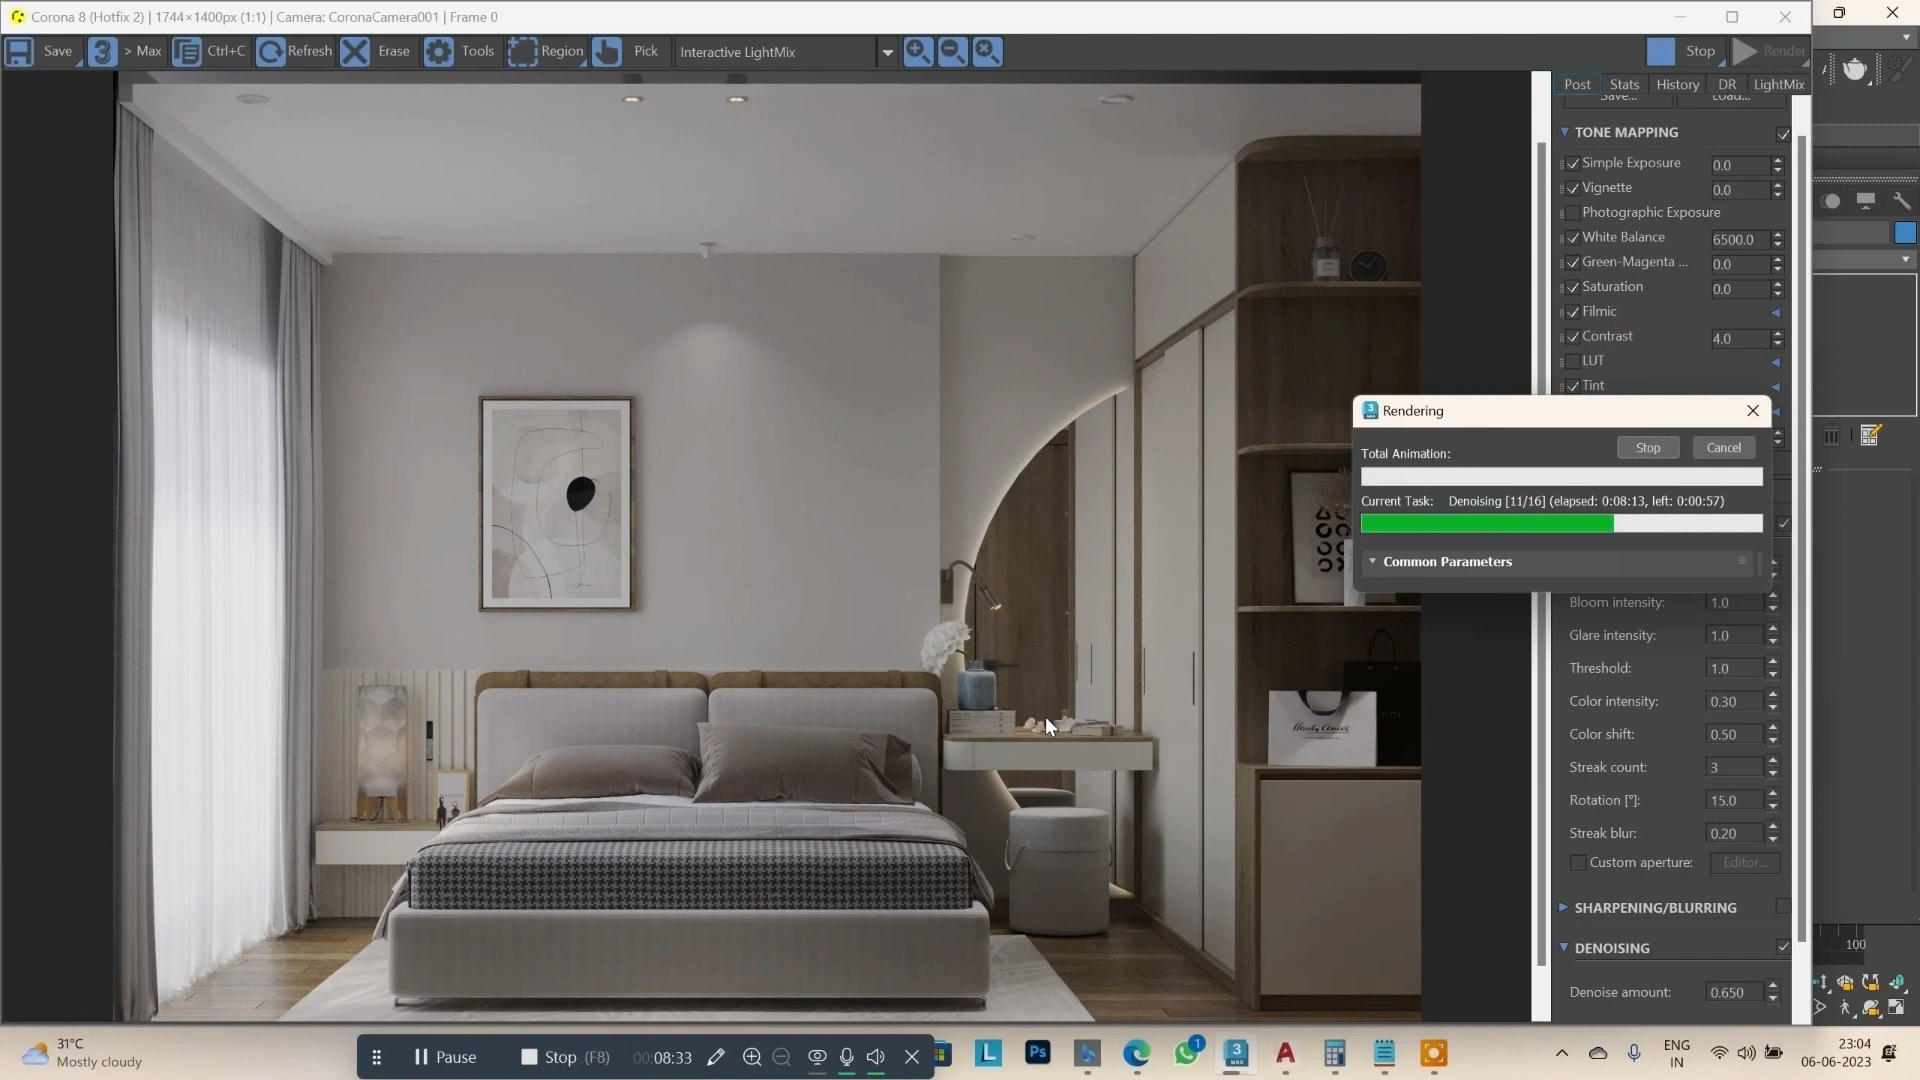 Corona 8 (Hotfix 2) | 1744×1400px (1:1) | Camera: CoronaCamera001 | Frame 0
Save
3 > Max
Ctrl+C
Refresh
Erase
Tools
Region
Pick
Interactive LightMix
Stop
Render
Post
Stats
History
DR
LightMix
Save...
Load...
TONE MAPPING
Simple Exposure 0.0
Vignette 0.0
Photographic Exposure
White Balance 6500.0
Green-Magenta ... 0.0
Saturation 0.0
Filmic
Contrast 4.0
LUT
Tint
Rendering
Total Animation:
Stop
Cancel
Current Task: Denoising [11/16] (elapsed: 0:08:13, left: 0:00:57)
Common Parameters
Bloom intensity: 1.0
Glare intensity: 1.0
Threshold: 1.0
Color intensity: 0.30
Color shift: 0.50
Streak count: 3
Rotation [°]: 15.0
Streak blur: 0.20
Custom aperture: Editor...
SHARPENING/BLURRING
DENOISING
Denoise amount: 0.650
100
31°C
Mostly cloudy
Pause
Stop (F8)
00:08:33
L
Ps
1
3
MAX
A
ENG
IN
23:04
06-06-2023